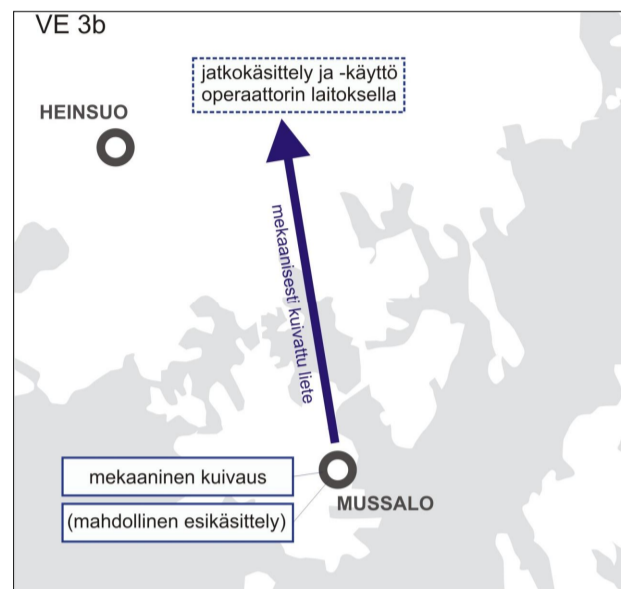 VE 3b
jatkokäsittely ja -käyttö
operaattorin laitoksella
HEINSUO
mekaanisesti kuivattu liete
mekaaninen kuivaus
(mahdollinen esikäsittely)
MUSSALO